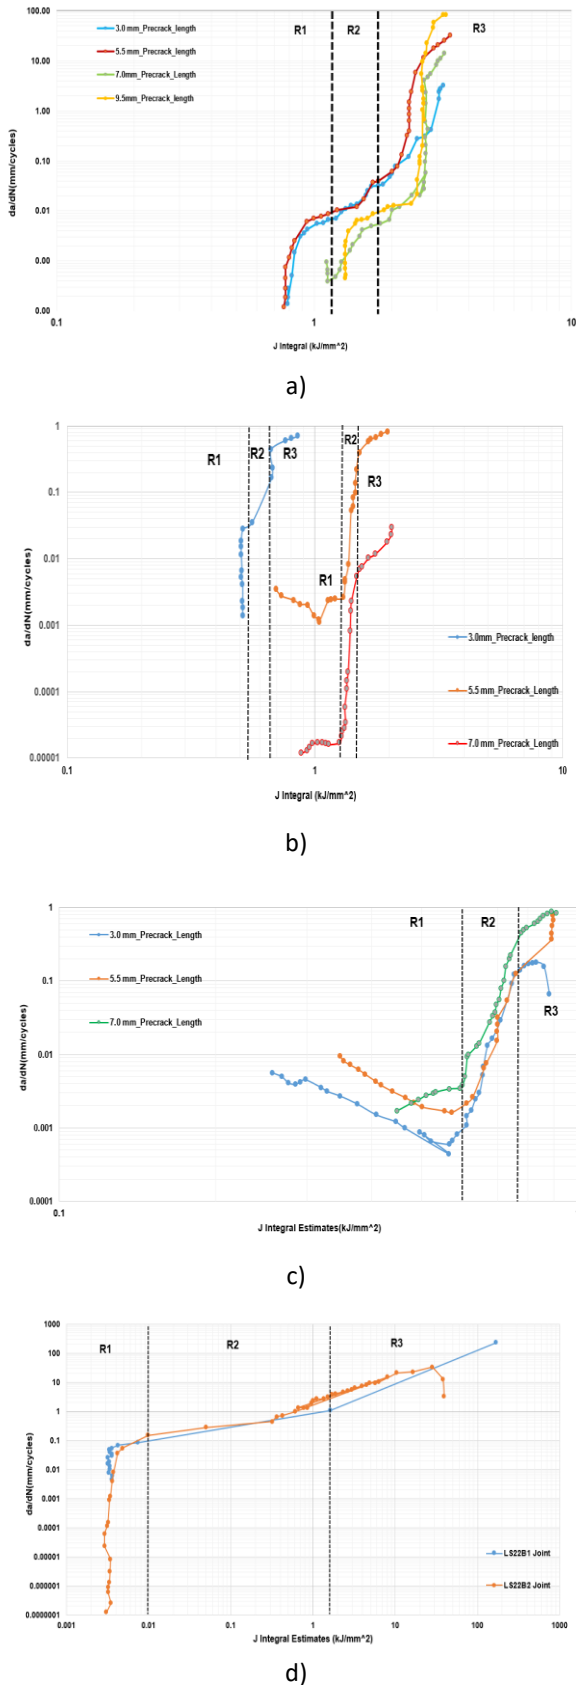 100.00
R1
R2
R3
3.0 mm_Precrack_length
10.00
5.5 mm_Precrack_length
7.0mm_Precrack_length
1.00
9.5mm_Precrack_length
0.10
0.01
0.00
0.00
0.1
1
10
da/dN(mm/cycles)
J Integral (kJ/mm^2)
a)
1
R1
R2
R3
R2
R3
0.1
0.01
R1
0.001
3.0mm_Precrack_length
0.0001
5.5 mm_Precrack_Length
0.00001
7.0 mm_Precrack_Length
0.1
1
10
da/dN(mm/cycles)
J Integral (kJ/mm^2)
b)
1
R1
R2
3.0 mm_Precrack_Length
0.1
5.5 mm_Precrack_Length
R3
7.0 mm_Precrack_Length
0.01
0.001
0.0001
0.1
da/dN(mm/cycles)
J Integral Estimates(kJ/mm^2)
c)
1000
R1
R2
R3
100
10
1
0.1
0.01
0.001
0.0001
0.00001
LS22B1 Joint
0.000001
LS22B2 Joint
0.0000001
0.001
0.01
0.1
1
10
100
1000
da/dN(mm/cycles)
J Integral Estimates (kJ/mm^2)
d)